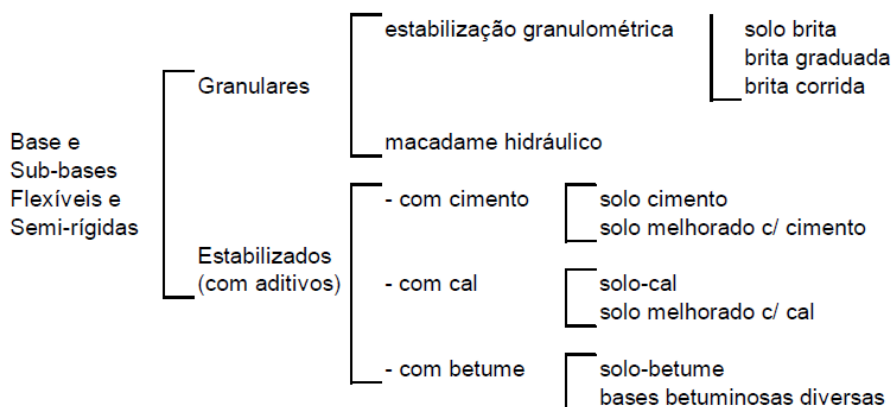 Base e
Sub-bases
Flexíveis e
Semi-rígidas
Granulares
estabilização granulométrica
solo brita
brita graduada
brita corrida
macadame hidráulico
Estabilizados
(com aditivos)
- com cimento
solo cimento
solo melhorado c/ cimento
- com cal
solo-cal
solo melhorado c/ cal
- com betume
solo-betume
bases betuminosas diversas